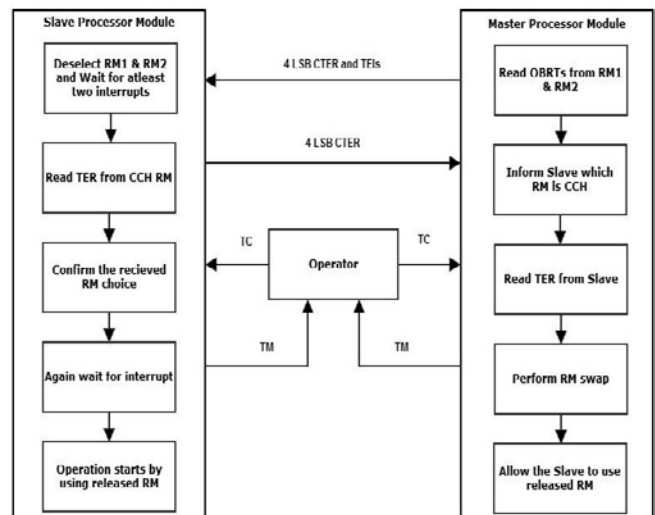 Slave Processor Module
Deselect RM1 & RM2
and Wait for atleast
two interrupts
Read TER from CCH RM
Confirm the recieved
RM choice
Again wait for interrupt
Operation starts by
using released RM
4 LSB CTER and TEIs
4 LSB CTER
TC
Operator
TC
TM
TM
Master Processor Module
Read OBRTs from RM1
& RM2
Inform Slave which
RM is CCH
Read TER from Slave
Perform RM swap
Allow the Slave to use
released RM